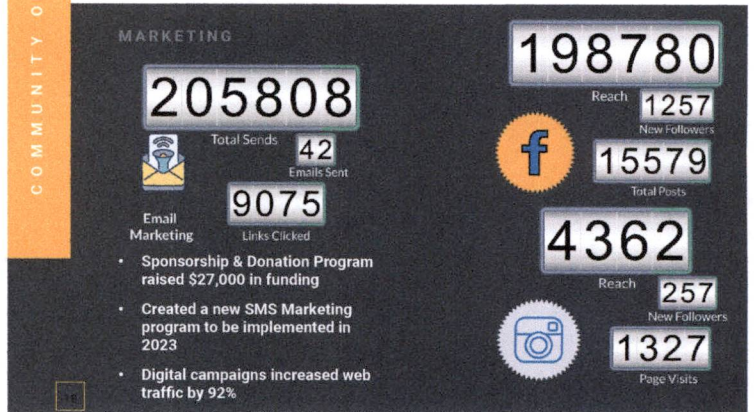 COMMUNITY O
MARKETING
205808
Total Sends
42
Emails Sent
9075
Links Clicked
Email
Marketing
• Sponsorship & Donation Program
raised $27,000 in funding
• Created a new SMS Marketing
program to be implemented in
2023
• Digital campaigns increased web
traffic by 92%
198780
Reach
1257
New Followers
f
15579
Total Posts
4362
Reach
257
New Followers
1327
Page Visits